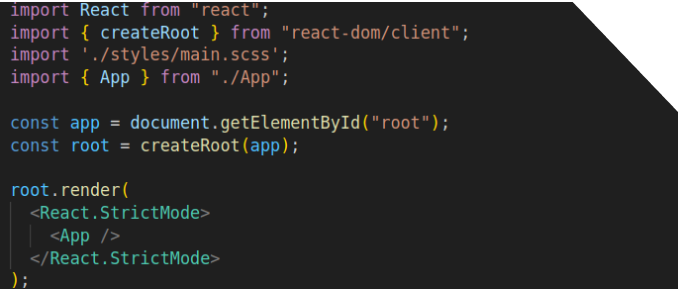 import React from "react";
import { createRoot } from "react-dom/client";
import './styles/main.scss';
import { App } from "./App";

const app = document.getElementById("root");
const root = createRoot(app);

root.render(
  <React.StrictMode>
    <App />
  </React.StrictMode>
);